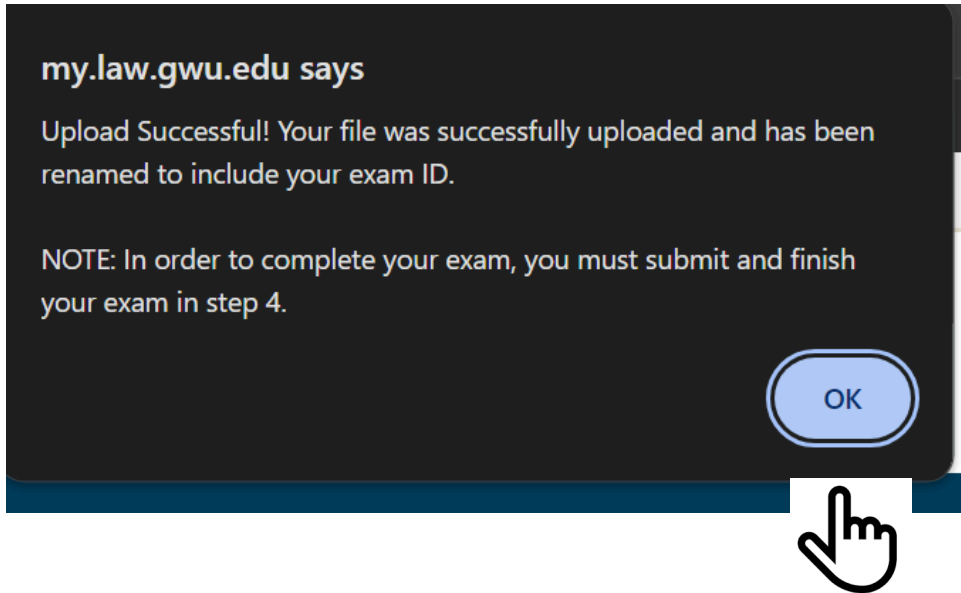 my.law.gwu.edu says
Upload Successful! Your file was successfully uploaded and has been
renamed to include your exam ID.
NOTE: In order to complete your exam, you must submit and finish
your exam in step 4.
OK